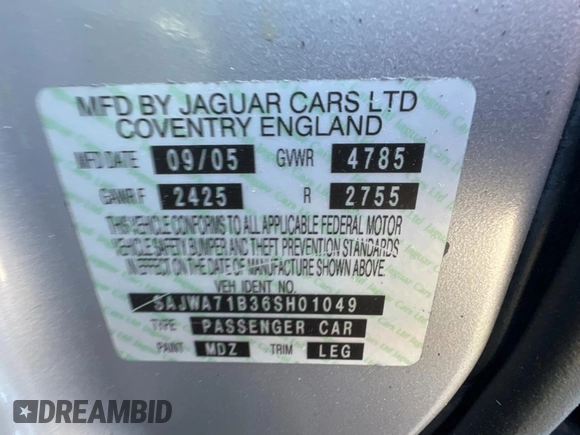 MFD BY JAGUAR CARS LTD
COVENTRY ENGLAND
MFD DATE 09/05 GVWR 4785
GAWR/F 2425 R 2755
THIS VEHICLE CONFORMS TO ALL APPLICABLE FEDERAL MOTOR
VEHICLE SAFETY BUMPER AND THEFT PREVENTION STANDARDS
IN EFFECT ON THE DATE OF MANUFACTURE SHOWN ABOVE.
VEH IDENT NO.
SAJWA71B36SH01049
TYPE PASSENGER CAR
PAINT MDZ TRIM LEG
DREAMBID